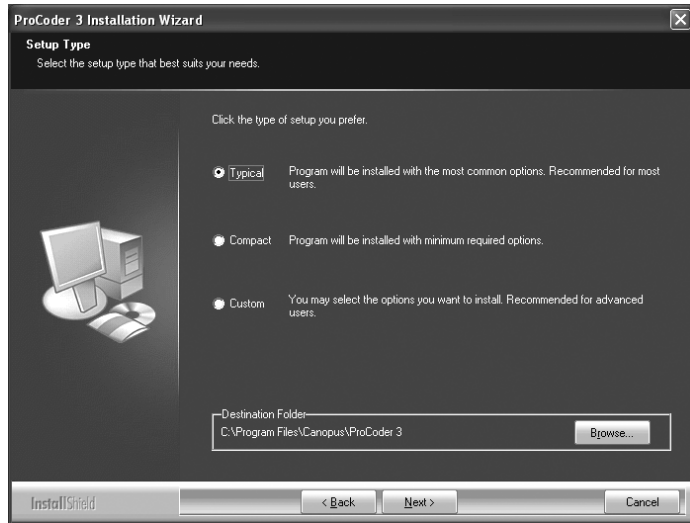 ProCoder 3 Installation Wizard
Setup Type
Select the setup type that best suits your needs.
Click the type of setup you prefer.
Typical Program will be installed with the most common options. Recommended for most
users.
Compact Program will be installed with minimum required options.
Custom You may select the options you want to install. Recommended for advanced
users.
Destination Folder
C:\Program Files\Canopus\ProCoder 3 Browse...
InstallShield < Back Next > Cancel